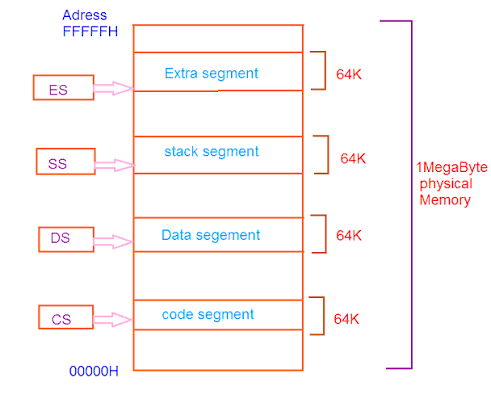 Adress
FFFFFH
Extra segment
64K
ES
stack segment
64K
SS
1MegaByte
physical
Memory
Data segement
64K
DS
code segment
64K
CS
00000H